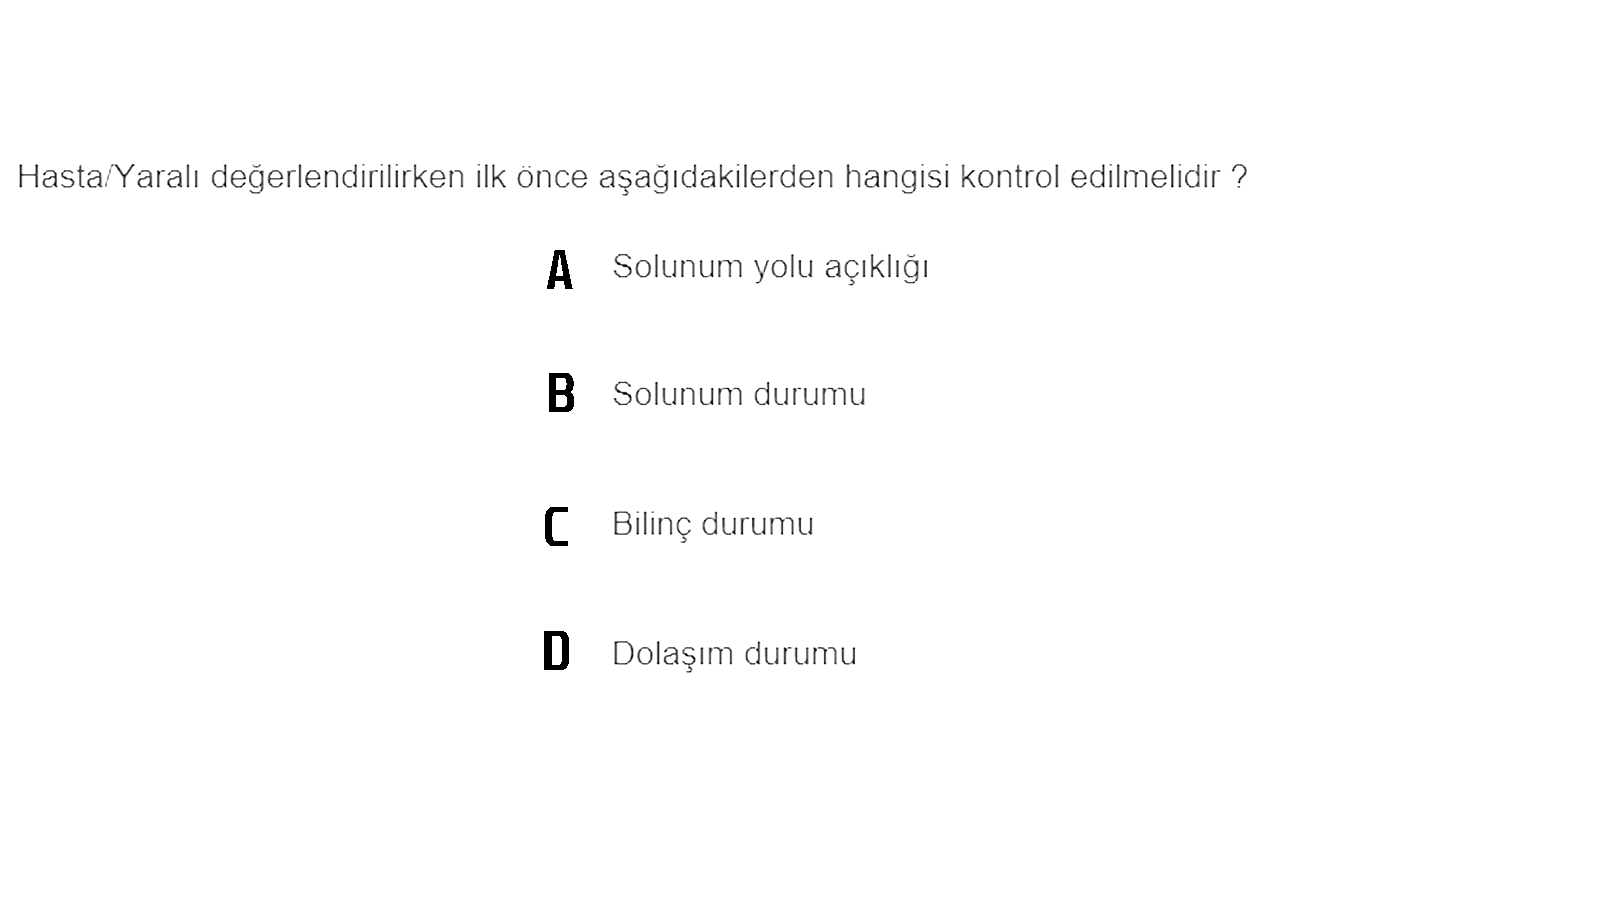 Hasta/Yaralı değerlendirilirken ilk önce aşağıdakilerden hangisi kontrol edilmelidir ?
A Solunum yolu açıklığı
B Solunum durumu
C Bilinç durumu
D Dolaşım durumu